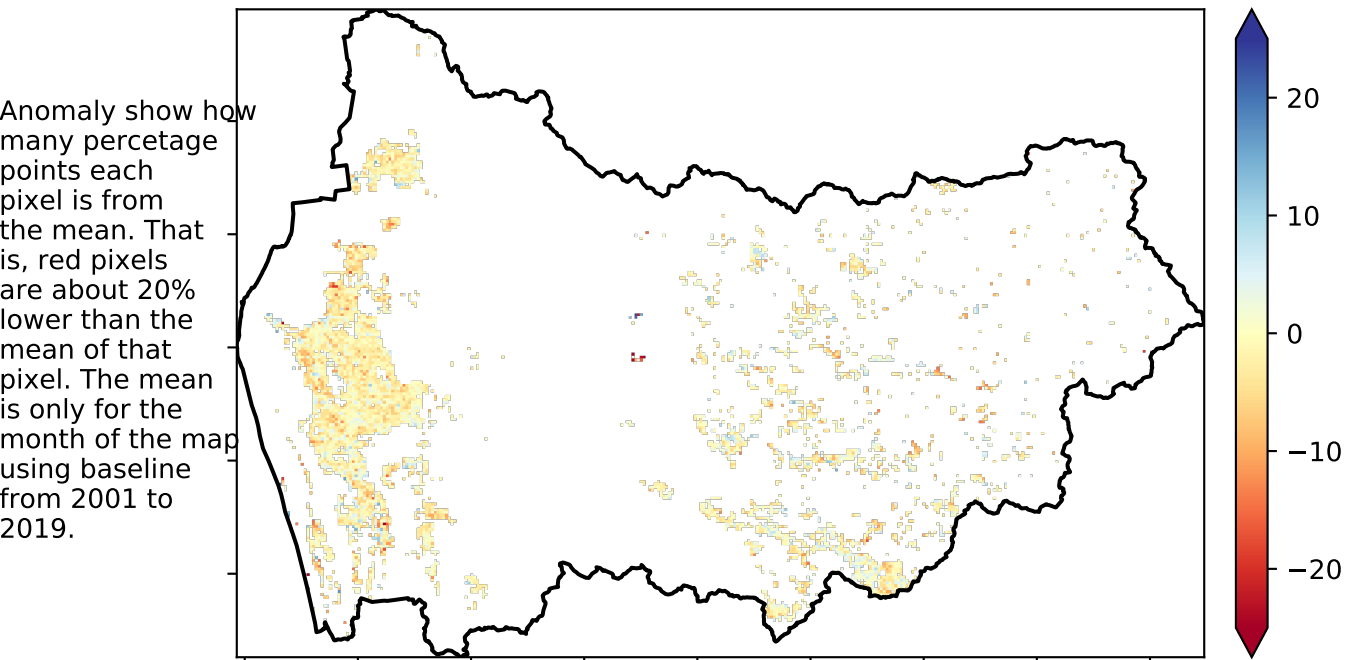 Anomaly show how
many percetage
points each
pixel is from
the mean. That
is, red pixels
are about 20%
lower than the
mean of that
pixel. The mean
is only for the
month of the map
using baseline
from 2001 to
2019.
20
10
0
−10
−20